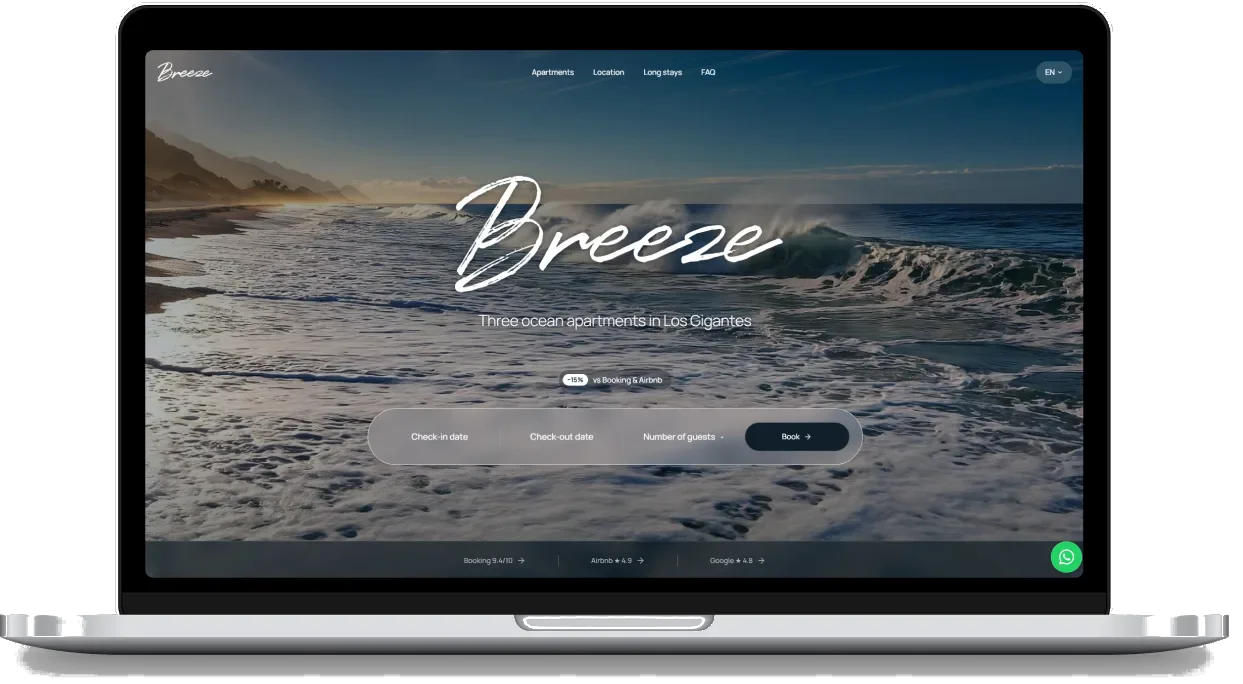 Breeze
Apartments Location Long stays FAQ
EN
Breeze
Three ocean apartments in Los Gigantes
-15% vs Booking & Airbnb
Check-in date Check-out date Number of guests Book →
Booking 9.4/10 → Airbnb ★ 4.9 → Google ★ 4.8 →